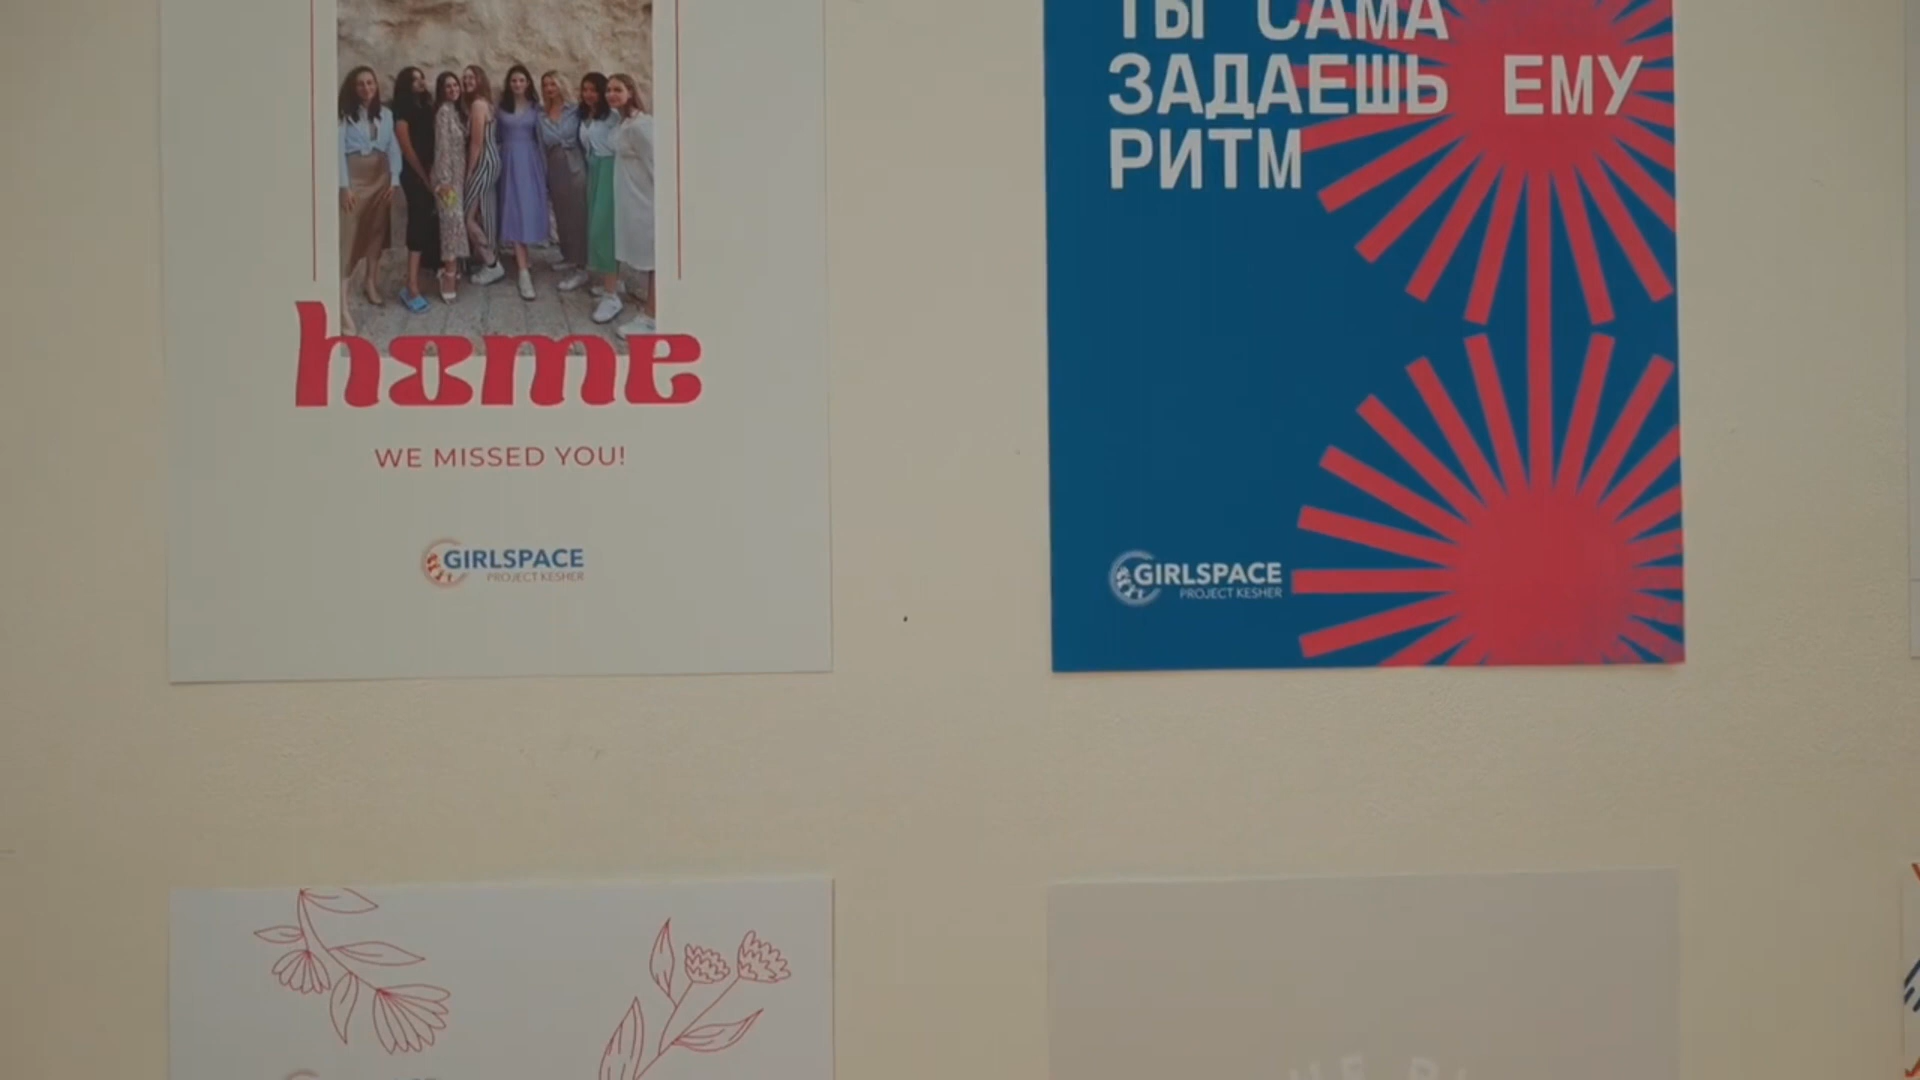 home
WE MISSED YOU!
GIRLSPACE
PROJECT KESHER
ТЫ САМА
ЗАДАЕШЬ ЕМУ
РИТМ
GIRLSPACE
PROJECT KESHER